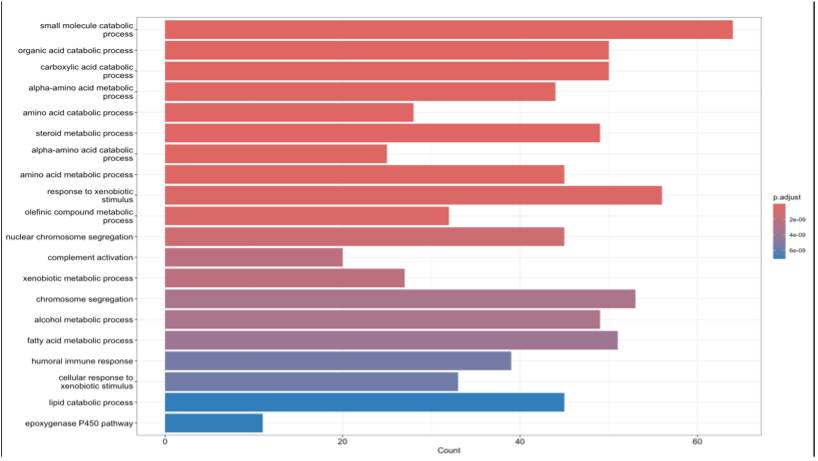 small molecule catabolic
process
organic acid catabolic process
carboxylic acid catabolic
process
alpha-amino acid metabolic
process
amino acid catabolic process
steroid metabolic process
alpha-amino acid catabolic
process
amino acid metabolic process
response to xenobiotic
stimulus
olefinic compound metabolic
process
nuclear chromosome segregation
complement activation
xenobiotic metabolic process
chromosome segregation
alcohol metabolic process
fatty acid metabolic process
humoral immune response
cellular response to
xenobiotic stimulus
lipid catabolic process
epoxygenase P450 pathway
0
20
40
60
Count
p.adjust
2e-09
4e-09
6e-09